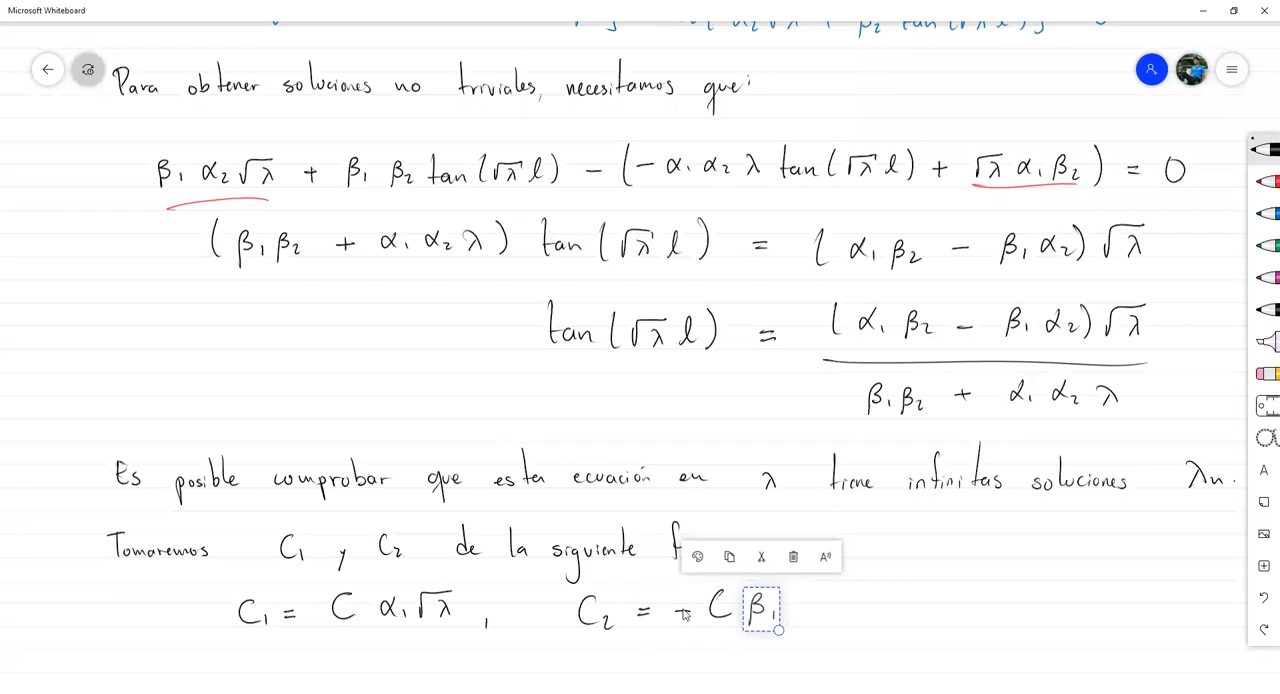 Microsoft Whiteboard
Para obtener soluciones no triviales, necesitamos que:
β₁ α₂ √λ + β₁ β₂ tan(√λ l) - (- α₁ α₂ λ tan(√λ l) + √λ α₁ β₂) = 0
(β₁ β₂ + α₁ α₂ λ) tan(√λ l) = (α₁ β₂ - β₁ α₂) √λ
tan(√λ l) = (α₁ β₂ - β₁ α₂) √λ
β₁ β₂ + α₁ α₂ λ
Es posible comprobar que esta ecuación en λ tiene infinitas soluciones λn.
Tomaremos C₁ y C₂ de la siguiente
C₁ = C α₁ √λ , C₂ = - C β₁